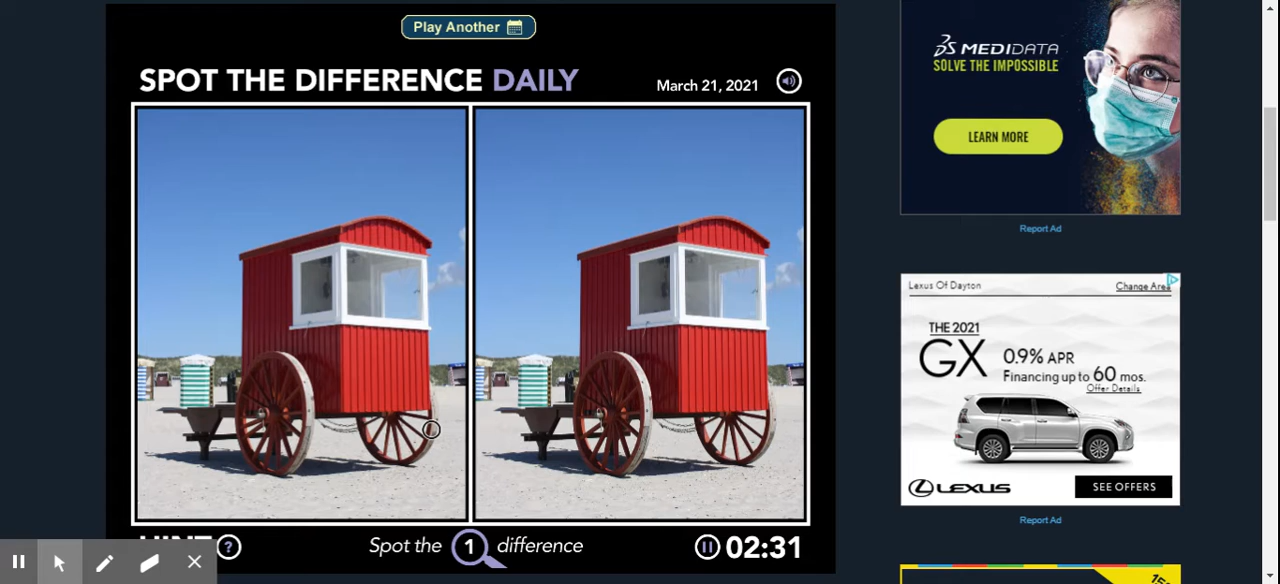 Play Another
SPOT THE DIFFERENCE DAILY
March 21, 2021
Spot the 1 difference
HINT ?
02:31
MEDIDATA
SOLVE THE IMPOSSIBLE
LEARN MORE
Report Ad
Lexus Of Dayton
Change Area
THE 2021
GX
0.9% APR
Financing up to 60 mos.
Offer Details
LEXUS
SEE OFFERS
Report Ad